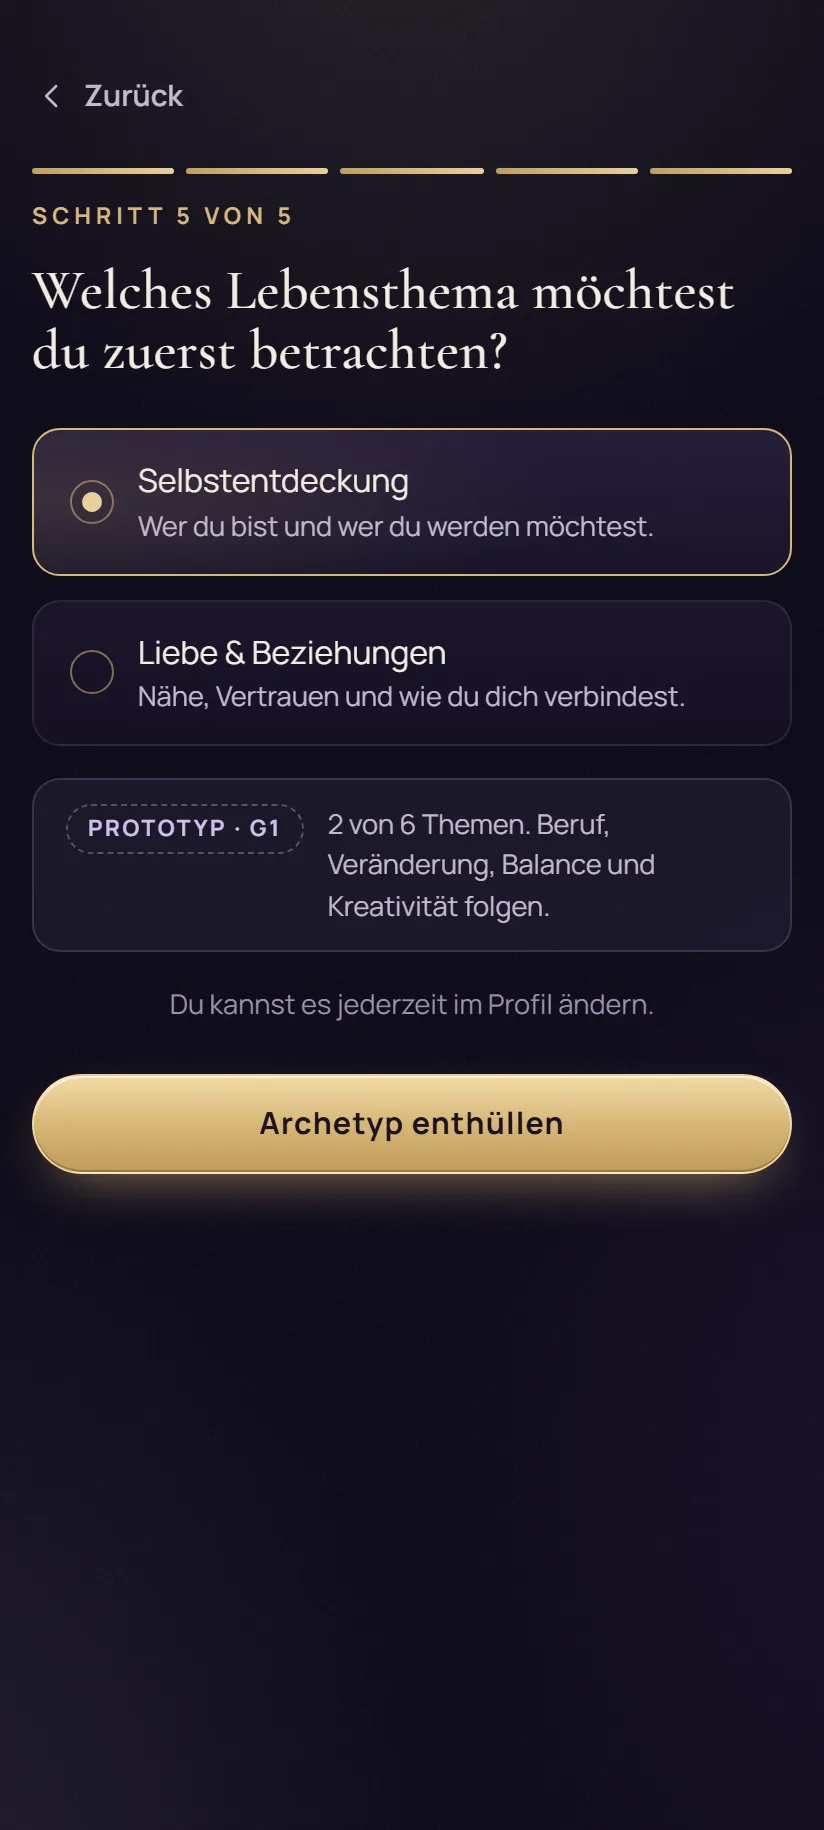 Zurück
SCHRITT 5 VON 5
Welches Lebensthema möchtest
du zuerst betrachten?
Selbstentdeckung
Wer du bist und wer du werden möchtest.
Liebe & Beziehungen
Nähe, Vertrauen und wie du dich verbindest.
PROTOTYP · G1
2 von 6 Themen. Beruf,
Veränderung, Balance und
Kreativität folgen.
Du kannst es jederzeit im Profil ändern.
Archetyp enthüllen